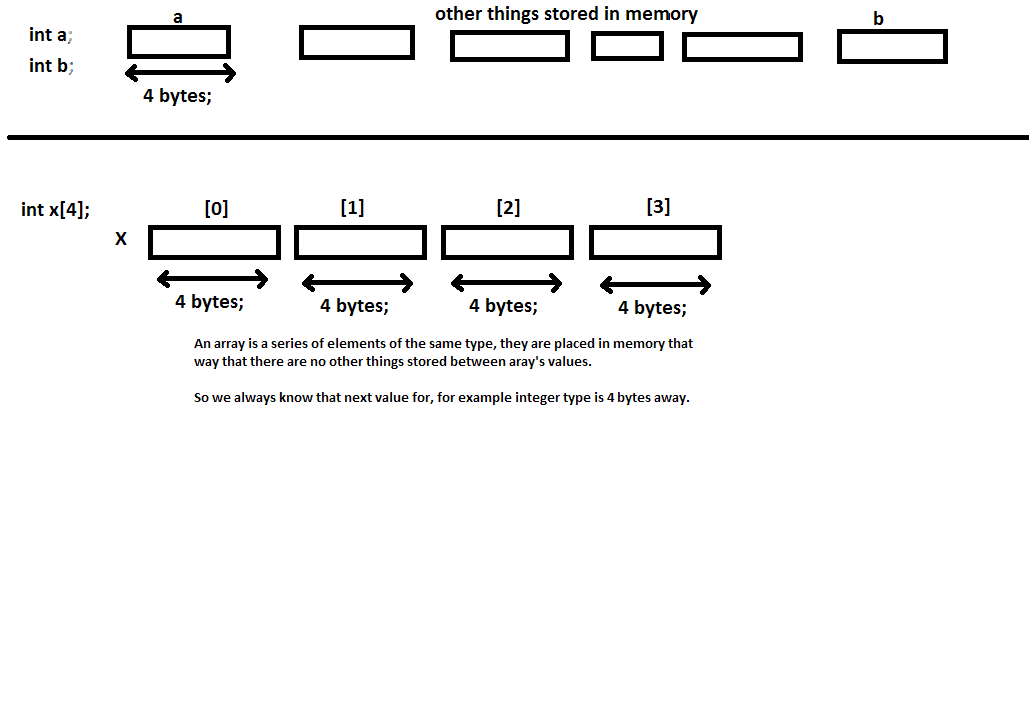 other things stored in memory
a
b
int a;
int b;
4 bytes;
int x[4];
[0]
[1]
[2]
[3]
X
4 bytes;
4 bytes;
4 bytes;
4 bytes;
An array is a series of elements of the same type, they are placed in memory that
way that there are no other things stored between aray's values.
So we always know that next value for, for example integer type is 4 bytes away.